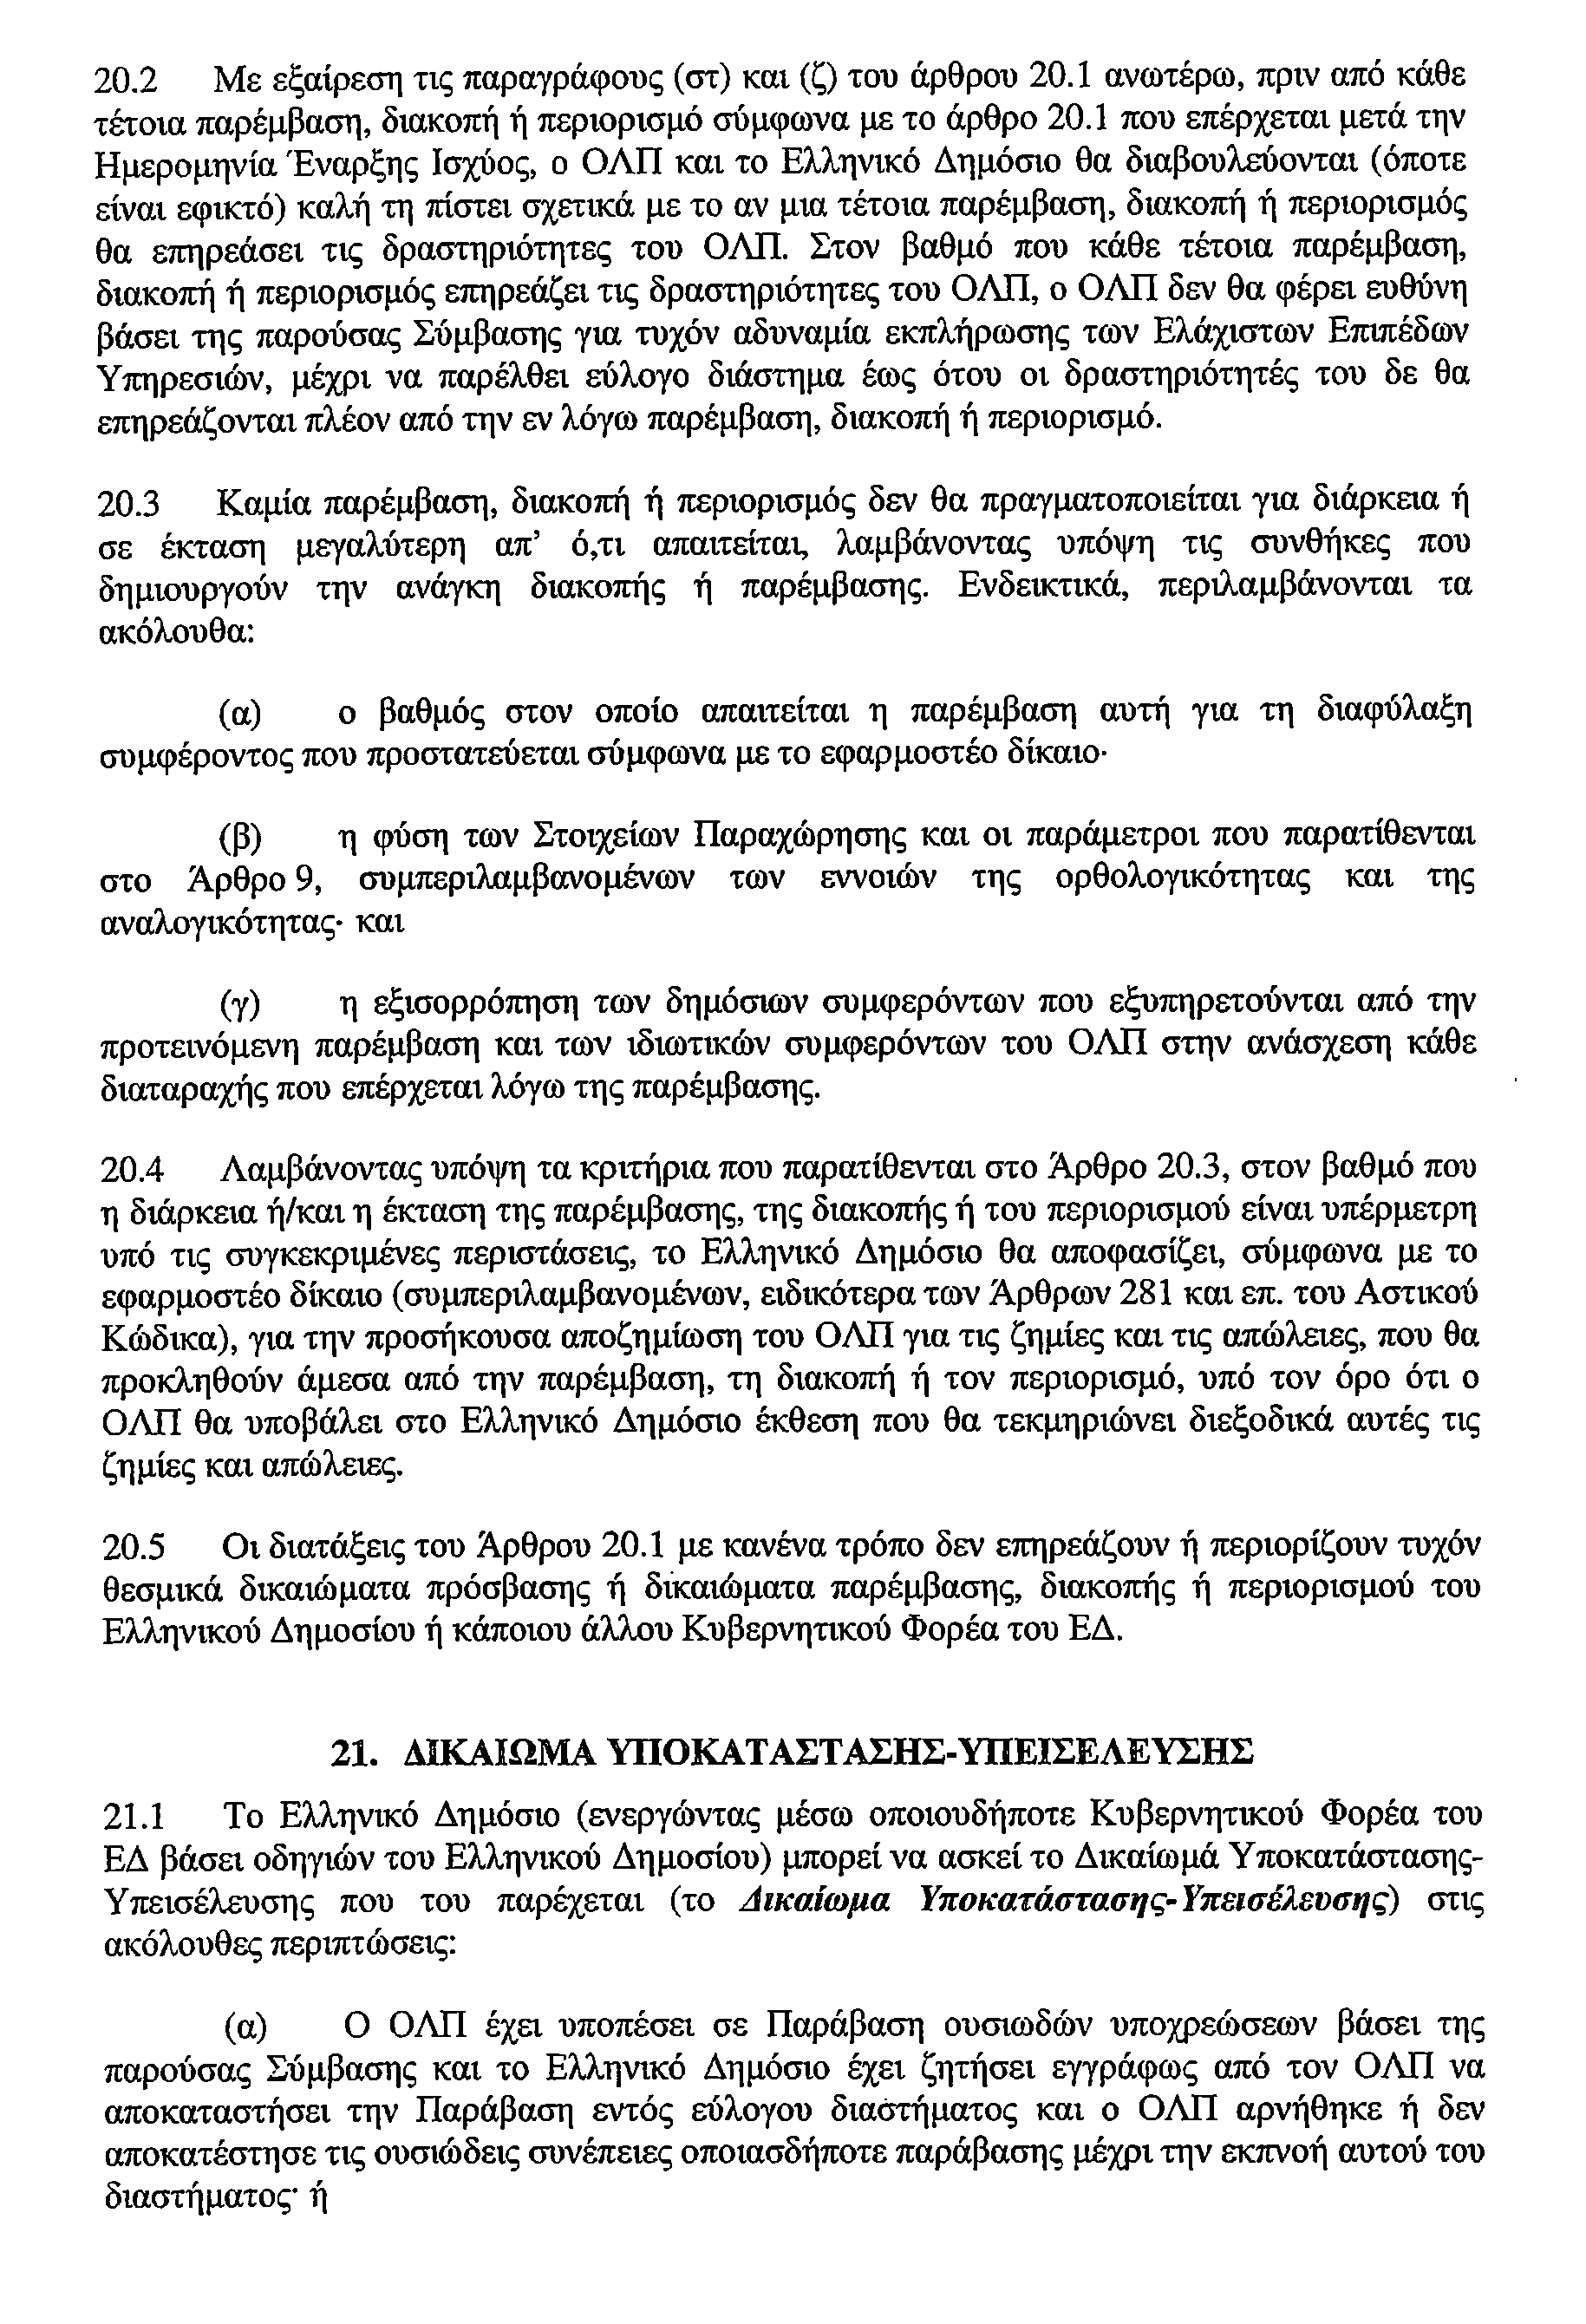 20.2 Με εξαίρεση τις παραγράφους (στ) και (ζ) του άρθρου 20.1 ανωτέρω, πριν από κάθε
τέτοια παρέμβαση, διακοπή ή περιορισμό σύμφωνα με το άρθρο 20.1 που επέρχεται μετά την
Ημερομηνία Έναρξης Ισχύος, ο ΟΛΠ και το Ελληνικό Δημόσιο θα διαβουλεύονται (όποτε
είναι εφικτό) καλή τη πίστει σχετικά με το αν μια τέτοια παρέμβαση, διακοπή ή περιορισμός
θα επηρεάσει τις δραστηριότητες του ΟΛΠ. Στον βαθμό που κάθε τέτοια παρέμβαση,
διακοπή ή περιορισμός επηρεάζει τις δραστηριότητες του ΟΛΠ, ο ΟΛΠ δεν θα φέρει ευθύνη
βάσει της παρούσας Σύμβασης για τυχόν αδυναμία εκπλήρωσης των Ελάχιστων Επιπέδων
Υπηρεσιών, μέχρι να παρέλθει εύλογο διάστημα έως ότου οι δραστηριότητές του δε θα
επηρεάζονται πλέον από την εν λόγω παρέμβαση, διακοπή ή περιορισμό.
20.3 Καμία παρέμβαση, διακοπή ή περιορισμός δεν θα πραγματοποιείται για διάρκεια ή
σε έκταση μεγαλύτερη απ’ ό,τι απαιτείται, λαμβάνοντας υπόψη τις συνθήκες που
δημιουργούν την ανάγκη διακοπής ή παρέμβασης. Ενδεικτικά, περιλαμβάνονται τα
ακόλουθα:
(α) ο βαθμός στον οποίο απαιτείται η παρέμβαση αυτή για τη διαφύλαξη
συμφέροντος που προστατεύεται σύμφωνα με το εφαρμοστέο δίκαιο·
(β) η φύση των Στοιχείων Παραχώρησης και οι παράμετροι που παρατίθενται
στο Άρθρο 9, συμπεριλαμβανομένων των εννοιών της ορθολογικότητας και της
αναλογικότητας· και
(γ) η εξισορρόπηση των δημόσιων συμφερόντων που εξυπηρετούνται από την
προτεινόμενη παρέμβαση και των ιδιωτικών συμφερόντων του ΟΛΠ στην ανάσχεση κάθε
διαταραχής που επέρχεται λόγω της παρέμβασης.
20.4 Λαμβάνοντας υπόψη τα κριτήρια που παρατίθενται στο Άρθρο 20.3, στον βαθμό που
η διάρκεια ή/και η έκταση της παρέμβασης, της διακοπής ή του περιορισμού είναι υπέρμετρη
υπό τις συγκεκριμένες περιστάσεις, το Ελληνικό Δημόσιο θα αποφασίζει, σύμφωνα με το
εφαρμοστέο δίκαιο (συμπεριλαμβανομένων, ειδικότερα των Άρθρων 281 και επ. του Αστικού
Κώδικα), για την προσήκουσα αποζημίωση του ΟΛΠ για τις ζημίες και τις απώλειες, που θα
προκληθούν άμεσα από την παρέμβαση, τη διακοπή ή τον περιορισμό, υπό τον όρο ότι ο
ΟΛΠ θα υποβάλει στο Ελληνικό Δημόσιο έκθεση που θα τεκμηριώνει διεξοδικά αυτές τις
ζημίες και απώλειες.
20.5 Οι διατάξεις του Άρθρου 20.1 με κανένα τρόπο δεν επηρεάζουν ή περιορίζουν τυχόν
θεσμικά δικαιώματα πρόσβασης ή δικαιώματα παρέμβασης, διακοπής ή περιορισμού του
Ελληνικού Δημοσίου ή κάποιου άλλου Κυβερνητικού Φορέα του ΕΔ.
21. ΔΙΚΑΙΩΜΑ ΥΠΟΚΑΤΑΣΤΑΣΗΣ-ΥΠΕΙΣΕΛΕΥΣΗΣ
21.1 Το Ελληνικό Δημόσιο (ενεργώντας μέσω οποιουδήποτε Κυβερνητικού Φορέα του
ΕΔ βάσει οδηγιών του Ελληνικού Δημοσίου) μπορεί να ασκεί το Δικαίωμά Υποκατάστασης-
Υπεισέλευσης που του παρέχεται (το Δικαίωμα Υποκατάστασης-Υπεισέλευσης) στις
ακόλουθες περιπτώσεις:
(α) Ο ΟΛΠ έχει υποπέσει σε Παράβαση ουσιωδών υποχρεώσεων βάσει της
παρούσας Σύμβασης και το Ελληνικό Δημόσιο έχει ζητήσει εγγράφως από τον ΟΛΠ να
αποκαταστήσει την Παράβαση εντός εύλογου διαστήματος και ο ΟΛΠ αρνήθηκε ή δεν
αποκατέστησε τις ουσιώδεις συνέπειες οποιασδήποτε παράβασης μέχρι την εκπνοή αυτού του
διαστήματος· ή